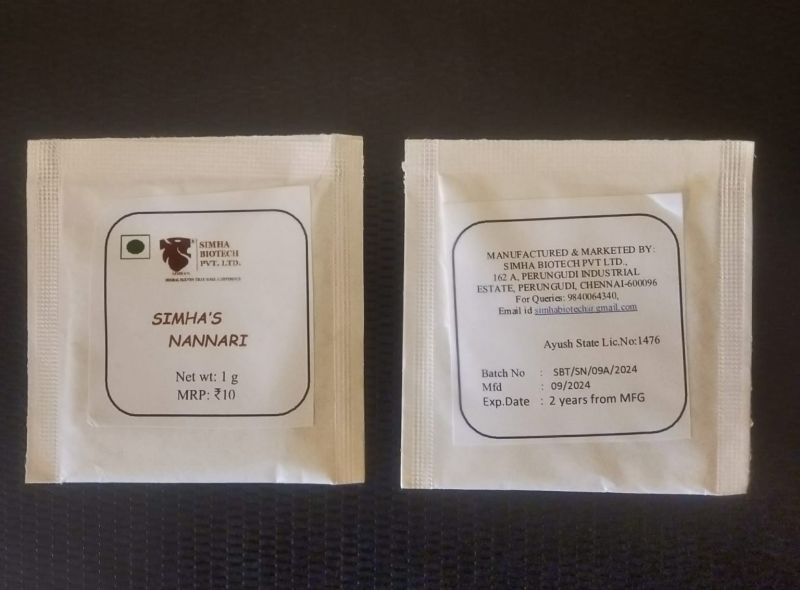 SIMHA
BIOTECH
PVT. LTD.
SIMHA'S
NANNARI
Net wt: 1 g
MRP: ₹10
MANUFACTURED & MARKETED BY:
SIMHA BIOTECH PVT LTD.,
162 A, PERUNGUDI INDUSTRIAL
ESTATE, PERUNGUDI, CHENNAI-600096
For Queries: 9840064340,
Email id simhabiotech@gmail.com
Ayush State Lic.No:1476
Batch No : SBT/SN/09A/2024
Mfd : 09/2024
Exp.Date : 2 years from MFG